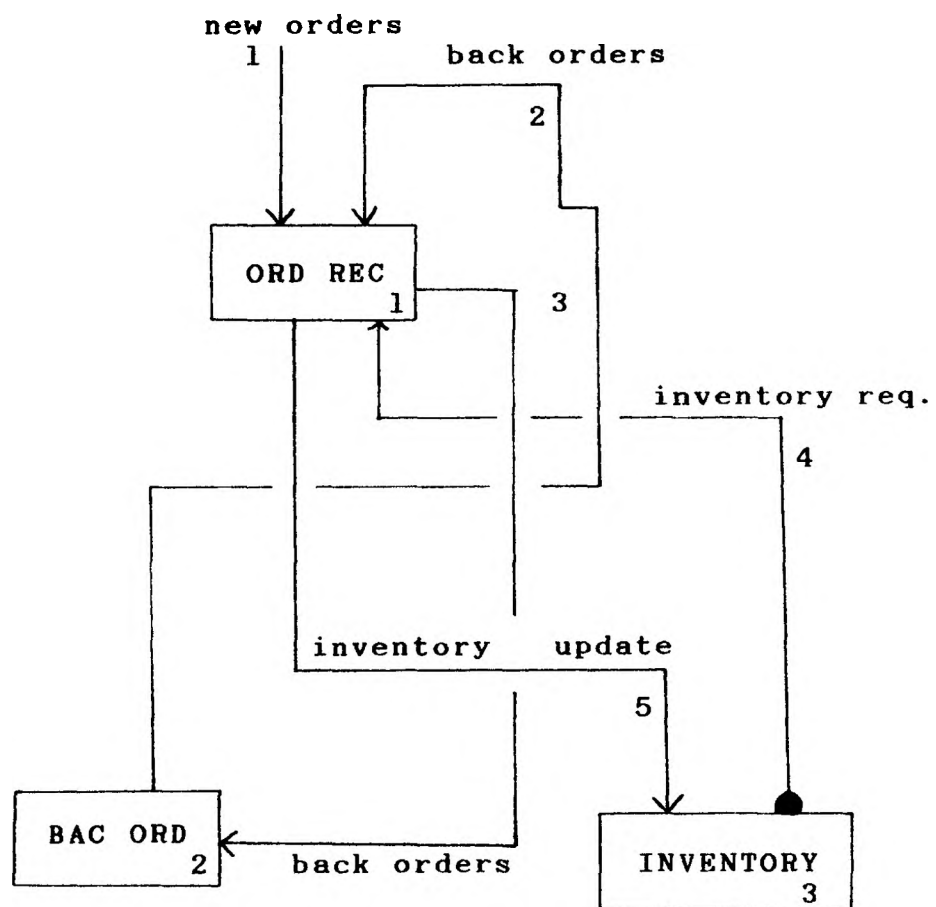 new orders
1
back orders
2
ORD REC
1
3
inventory req.
4
inventory update
5
BAC ORD
2
back orders
INVENTORY
3